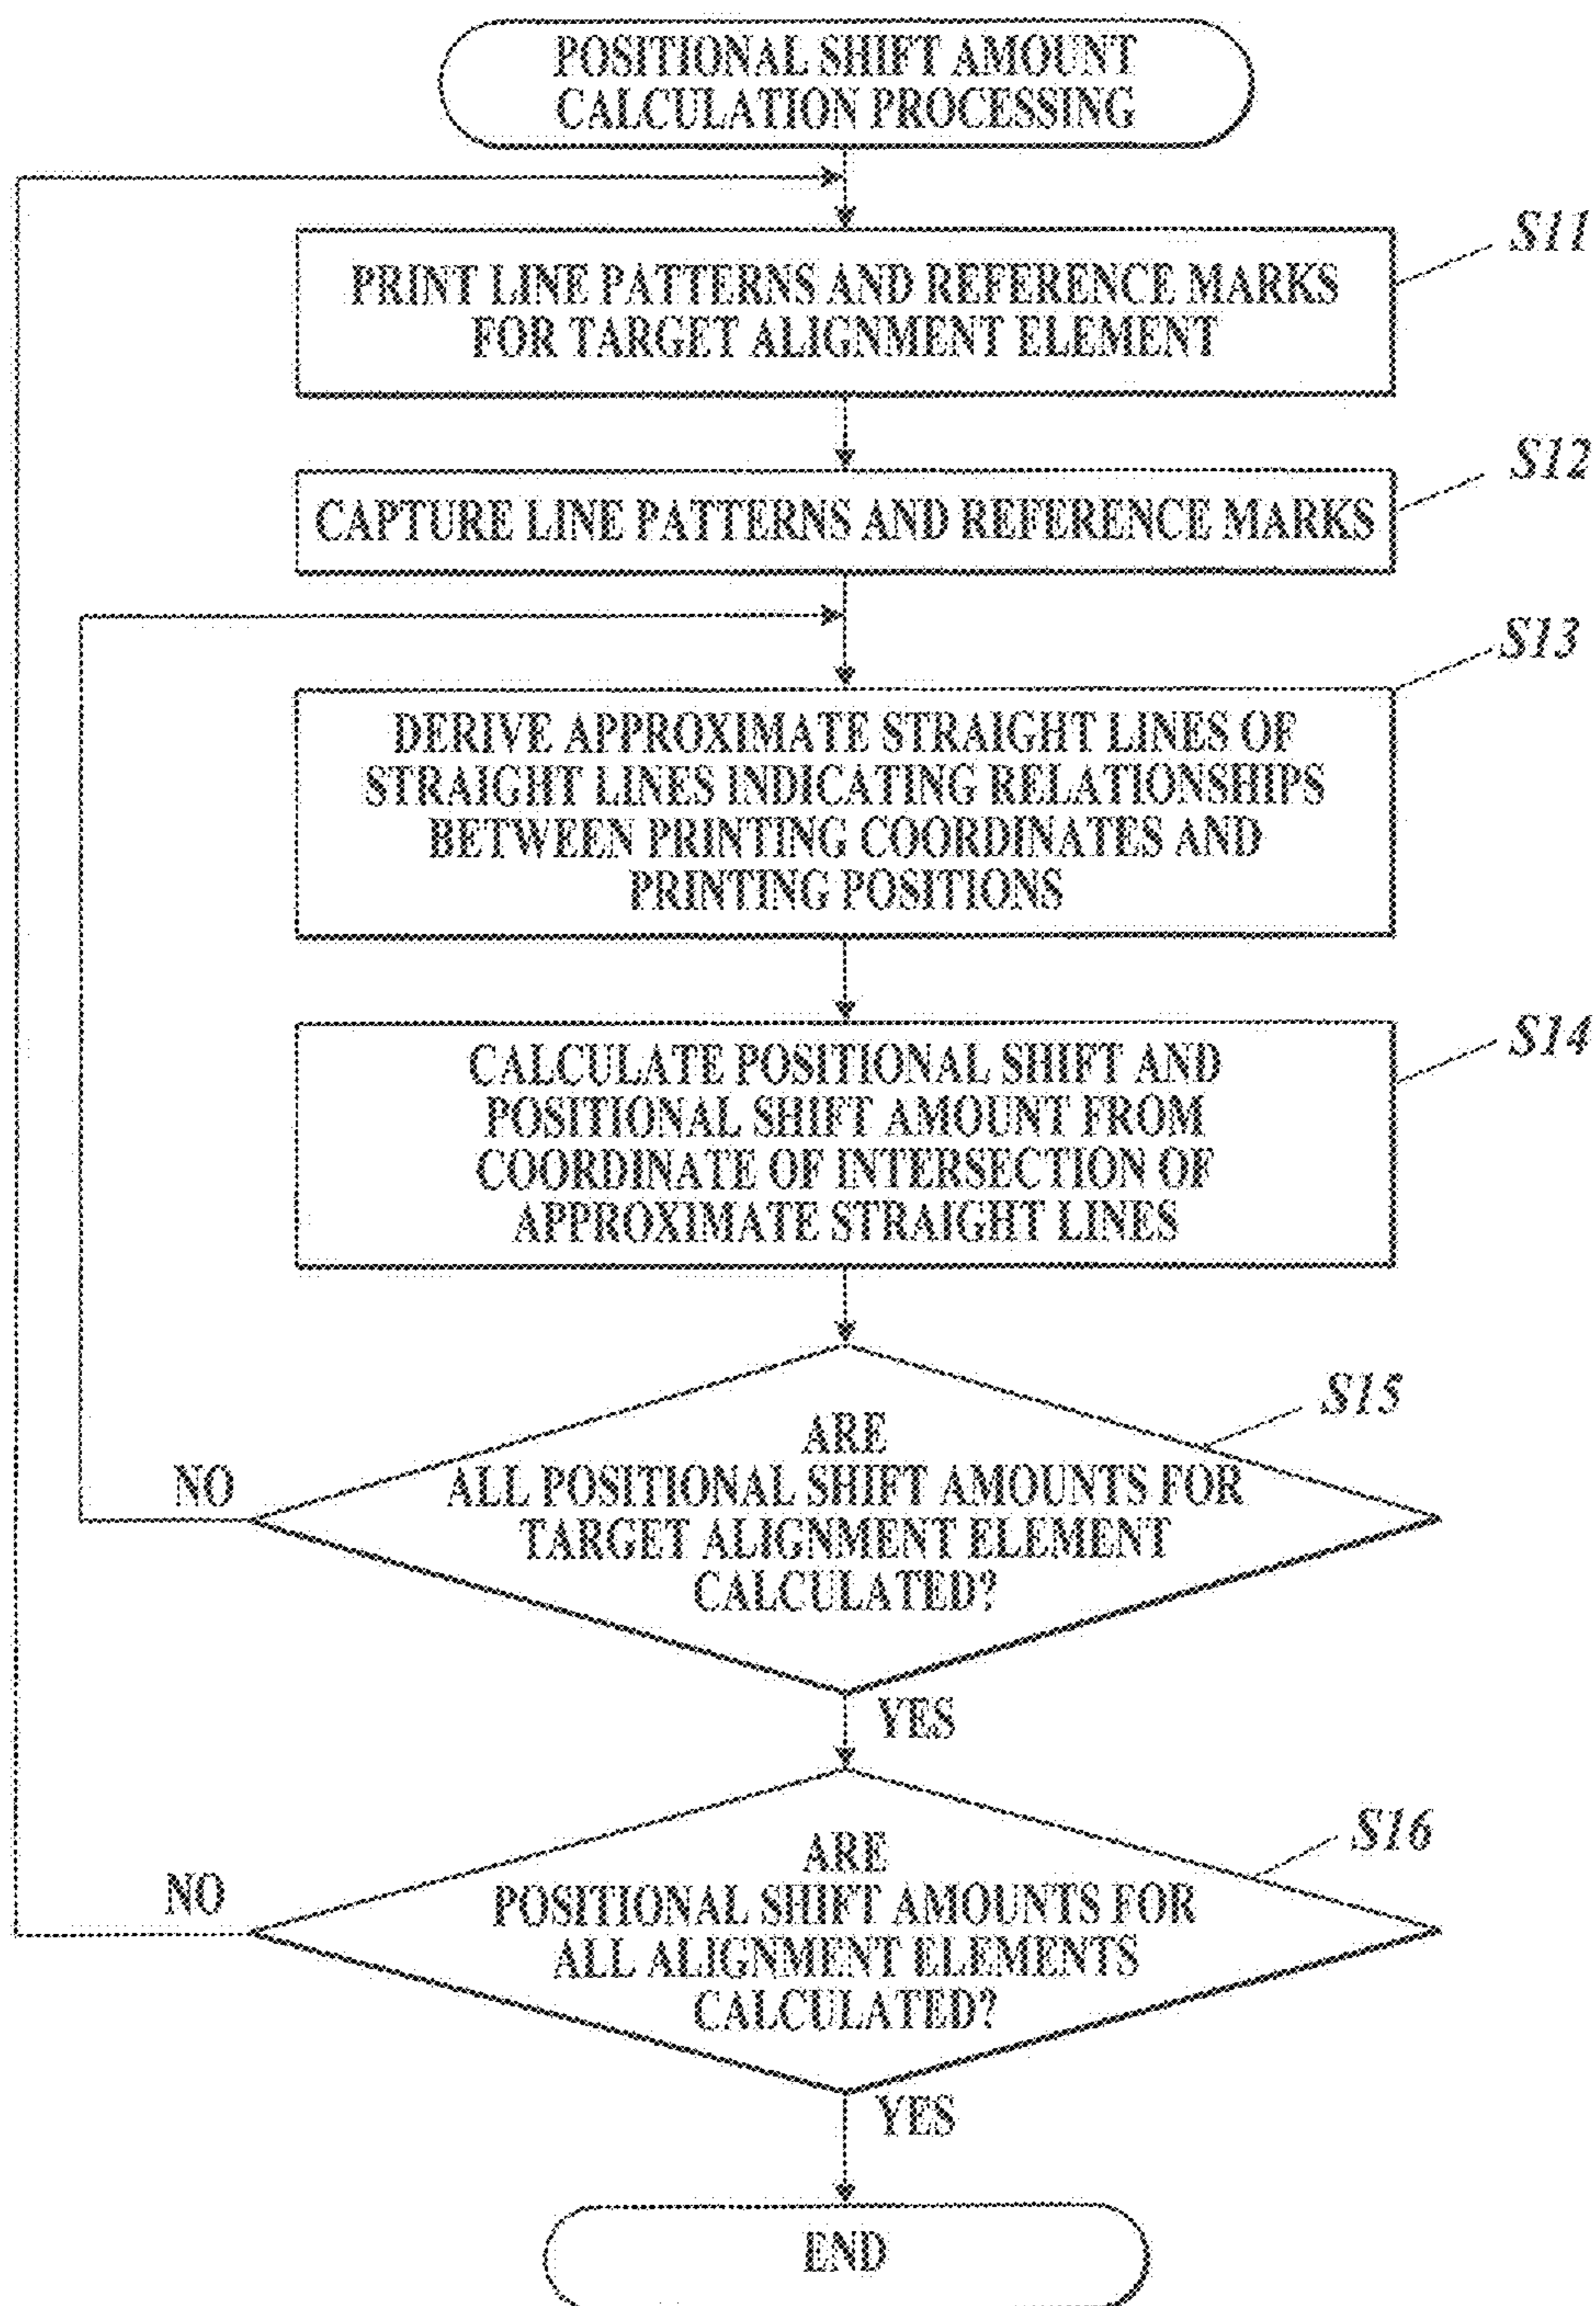 POSITIONAL SHIFT AMOUNT
CALCULATION PROCESSING
S11
PRINT LINE PATTERNS AND REFERENCE MARKS
FOR TARGET ALIGNMENT ELEMENT
S12
CAPTURE LINE PATTERNS AND REFERENCE MARKS
S13
DERIVE APPROXIMATE STRAIGHT LINES OF
STRAIGHT LINES INDICATING RELATIONSHIPS
BETWEEN PRINTING COORDINATES AND
PRINTING POSITIONS
S14
CALCULATE POSITIONAL SHIFT AND
POSITIONAL SHIFT AMOUNT FROM
COORDINATE OF INTERSECTION OF
APPROXIMATE STRAIGHT LINES
S15
ARE
ALL POSITIONAL SHIFT AMOUNTS FOR
TARGET ALIGNMENT ELEMENT
CALCULATED?
NO
YES
S16
ARE
POSITIONAL SHIFT AMOUNTS FOR
ALL ALIGNMENT ELEMENTS
CALCULATED?
NO
YES
END